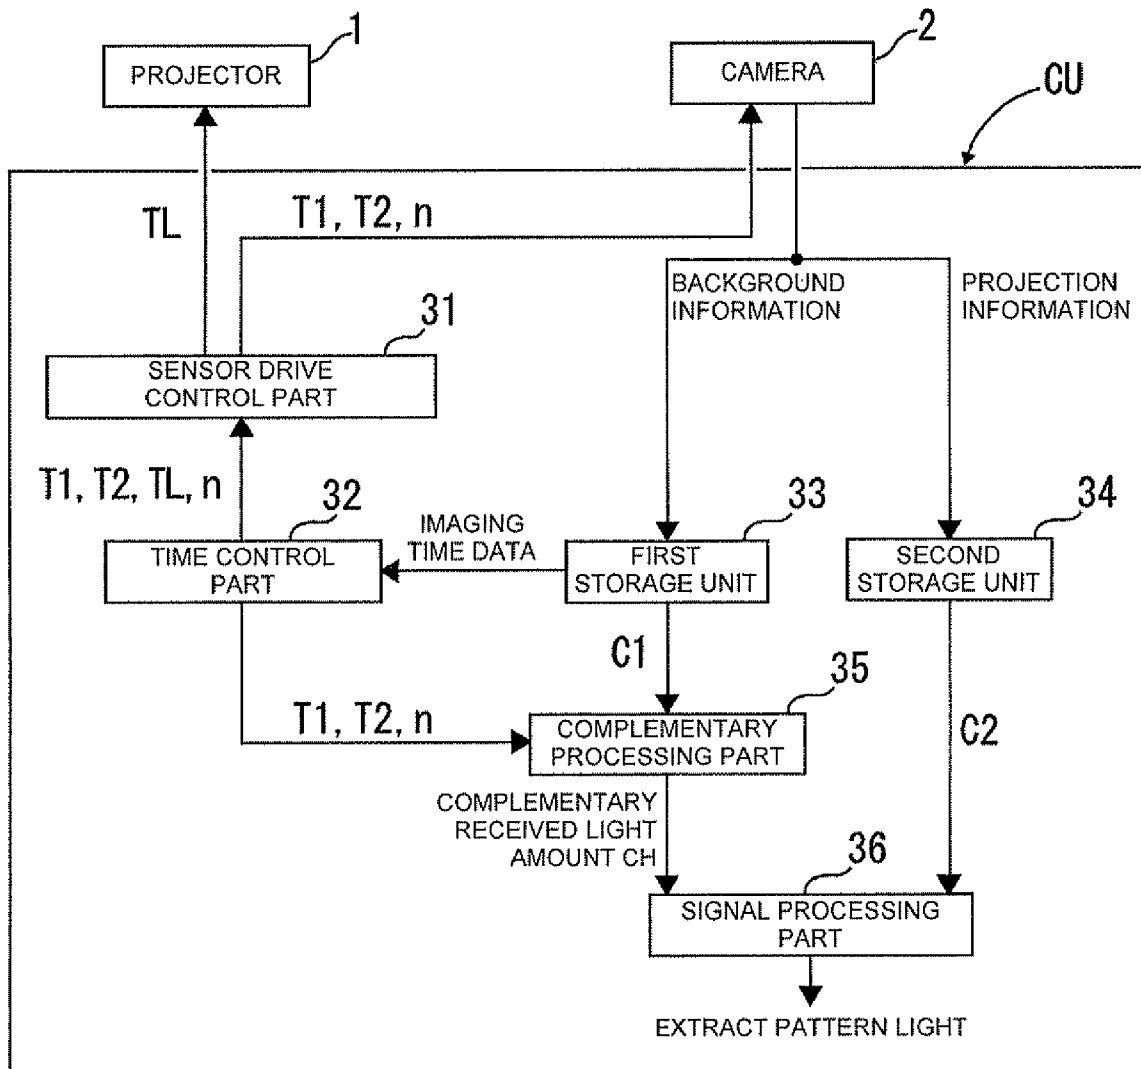 1
PROJECTOR
2
CAMERA
CU
TL
T1, T2, n
BACKGROUND
INFORMATION
PROJECTION
INFORMATION
31
SENSOR DRIVE
CONTROL PART
T1, T2, TL, n
32
TIME CONTROL
PART
IMAGING
TIME DATA
33
FIRST
STORAGE UNIT
34
SECOND
STORAGE UNIT
C1
35
T1, T2, n
COMPLEMENTARY
PROCESSING PART
C2
COMPLEMENTARY
RECEIVED LIGHT
AMOUNT CH
36
SIGNAL PROCESSING
PART
EXTRACT PATTERN LIGHT